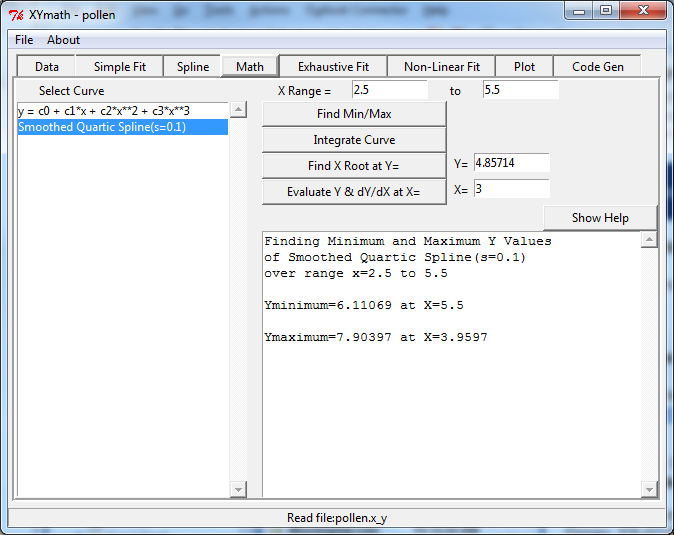 XYmath - pollen
File About
Data Simple Fit Spline Math Exhaustive Fit Non-Linear Fit Plot Code Gen
Select Curve
X Range = 2.5 to 5.5
y = c0 + c1*x + c2*x**2 + c3*x**3
Smoothed Quartic Spline(s=0.1)
Find Min/Max
Integrate Curve
Find X Root at Y= Y= 4.85714
Evaluate Y & dY/dX at X= X= 3
Show Help
Finding Minimum and Maximum Y Values
of Smoothed Quartic Spline(s=0.1)
over range x=2.5 to 5.5
Yminimum=6.11069 at X=5.5
Ymaximum=7.90397 at X=3.9597
Read file:pollen.x_y